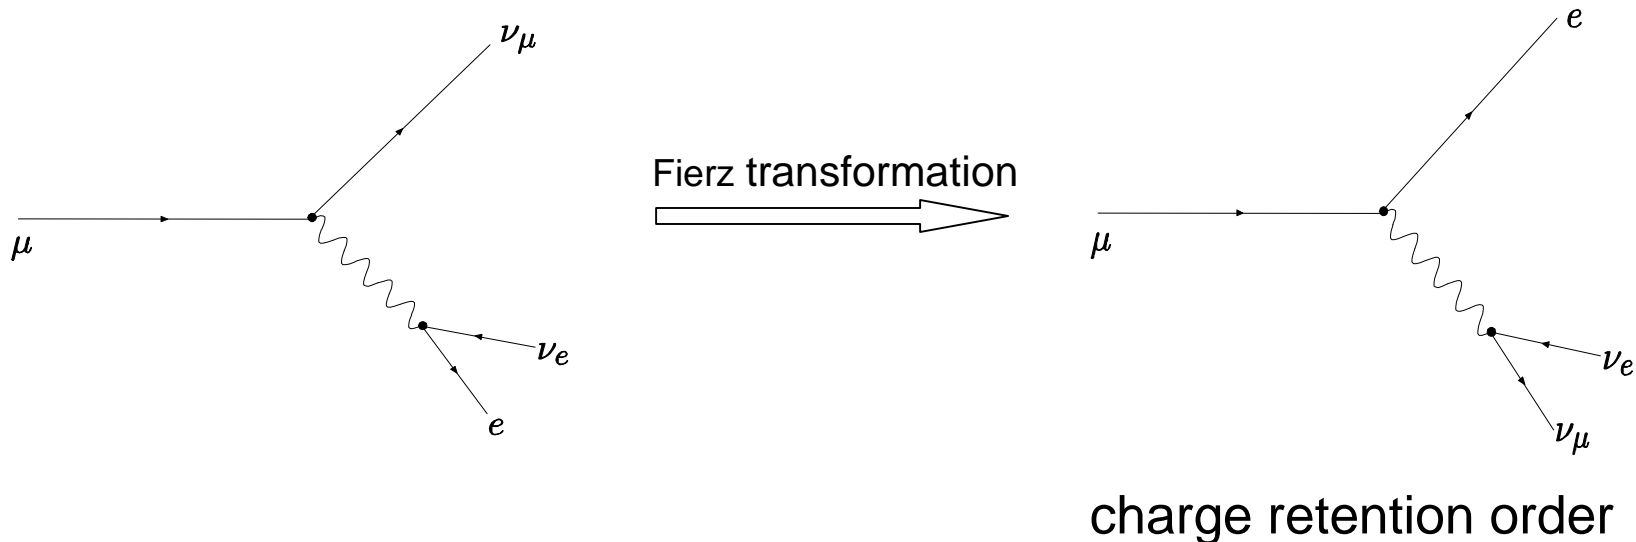 ν_μ
μ
ν_e
e
Fierz transformation
e
μ
ν_e
ν_μ
charge retention order